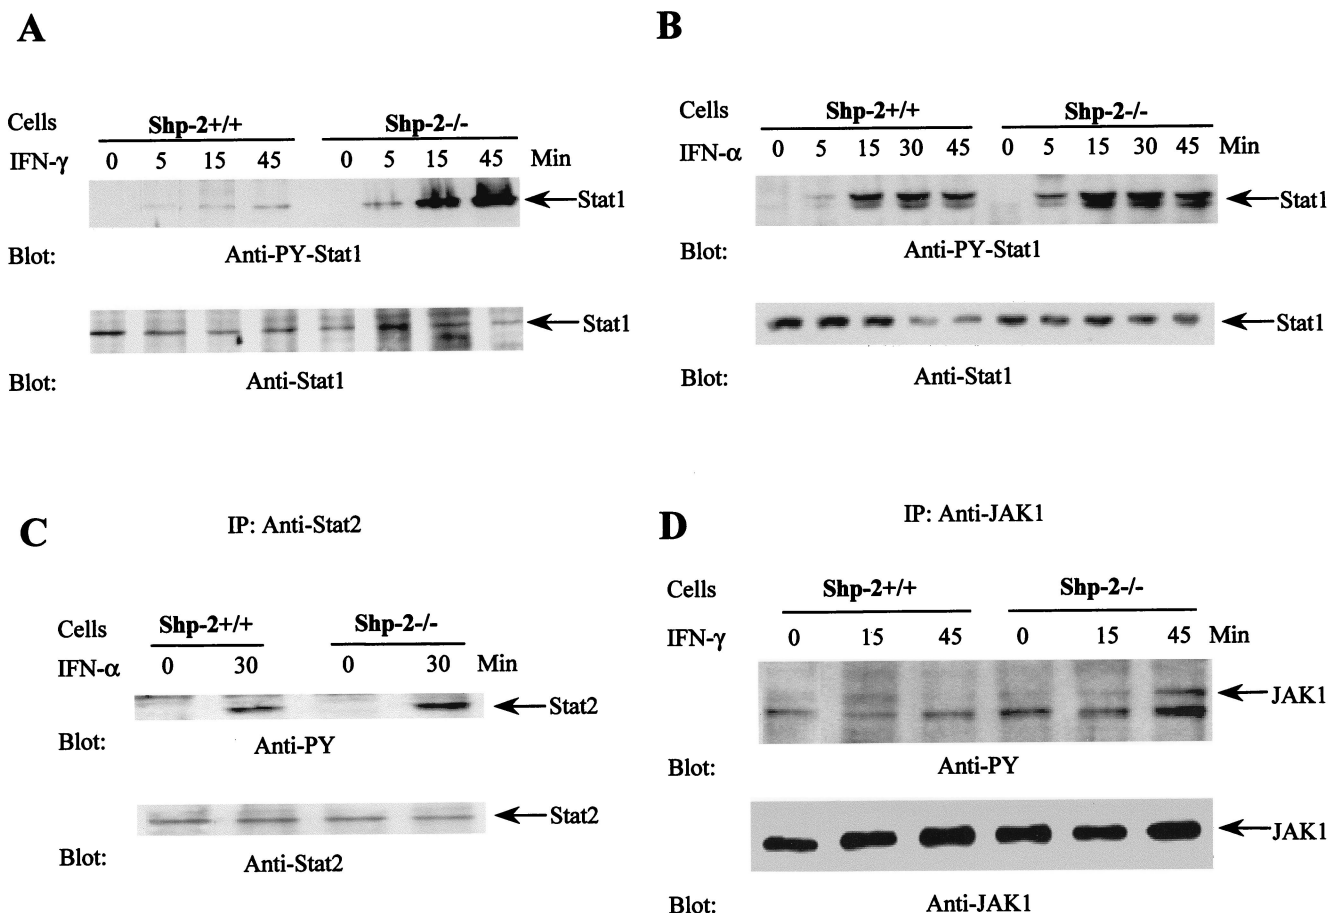 A
Cells Shp-2+/+ Shp-2-/-
IFN-γ 0 5 15 45 0 5 15 45 Min
Stat1
Blot: Anti-PY-Stat1
Stat1
Blot: Anti-Stat1
B
Cells Shp-2+/+ Shp-2-/-
IFN-α 0 5 15 30 45 0 5 15 30 45 Min
Stat1
Blot: Anti-PY-Stat1
Stat1
Blot: Anti-Stat1
C
IP: Anti-Stat2
Cells Shp-2+/+ Shp-2-/-
IFN-α 0 30 0 30 Min
Stat2
Blot: Anti-PY
Stat2
Blot: Anti-Stat2
D
IP: Anti-JAK1
Cells Shp-2+/+ Shp-2-/-
IFN-γ 0 15 45 0 15 45 Min
JAK1
Blot: Anti-PY
JAK1
Blot: Anti-JAK1